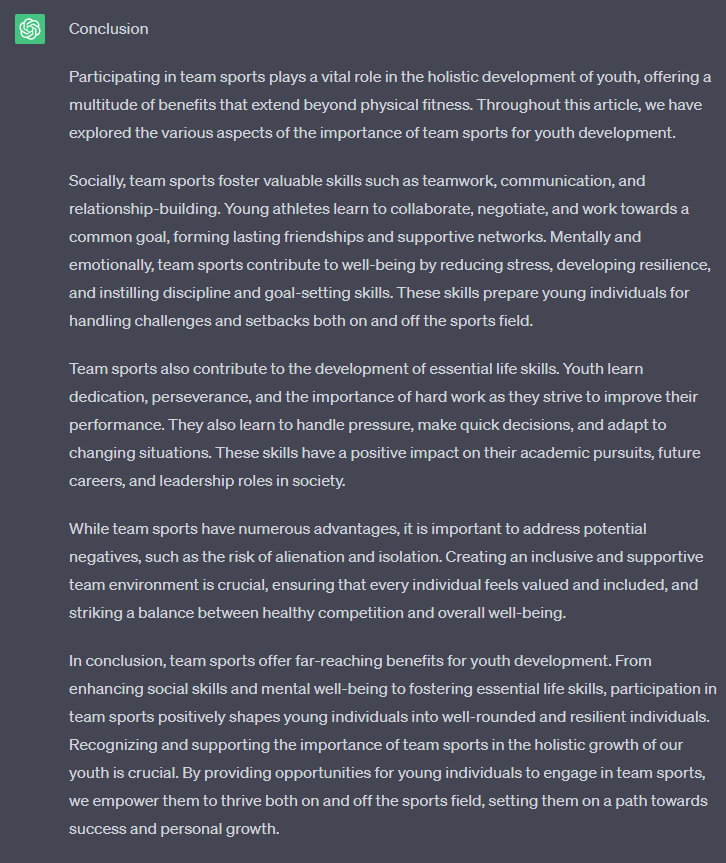 Conclusion
Participating in team sports plays a vital role in the holistic development of youth, offering a
multitude of benefits that extend beyond physical fitness. Throughout this article, we have
explored the various aspects of the importance of team sports for youth development.
Socially, team sports foster valuable skills such as teamwork, communication, and
relationship-building. Young athletes learn to collaborate, negotiate, and work towards a
common goal, forming lasting friendships and supportive networks. Mentally and
emotionally, team sports contribute to well-being by reducing stress, developing resilience,
and instilling discipline and goal-setting skills. These skills prepare young individuals for
handling challenges and setbacks both on and off the sports field.
Team sports also contribute to the development of essential life skills. Youth learn
dedication, perseverance, and the importance of hard work as they strive to improve their
performance. They also learn to handle pressure, make quick decisions, and adapt to
changing situations. These skills have a positive impact on their academic pursuits, future
careers, and leadership roles in society.
While team sports have numerous advantages, it is important to address potential
negatives, such as the risk of alienation and isolation. Creating an inclusive and supportive
team environment is crucial, ensuring that every individual feels valued and included, and
striking a balance between healthy competition and overall well-being.
In conclusion, team sports offer far-reaching benefits for youth development. From
enhancing social skills and mental well-being to fostering essential life skills, participation in
team sports positively shapes young individuals into well-rounded and resilient individuals.
Recognizing and supporting the importance of team sports in the holistic growth of our
youth is crucial. By providing opportunities for young individuals to engage in team sports,
we empower them to thrive both on and off the sports field, setting them on a path towards
success and personal growth.